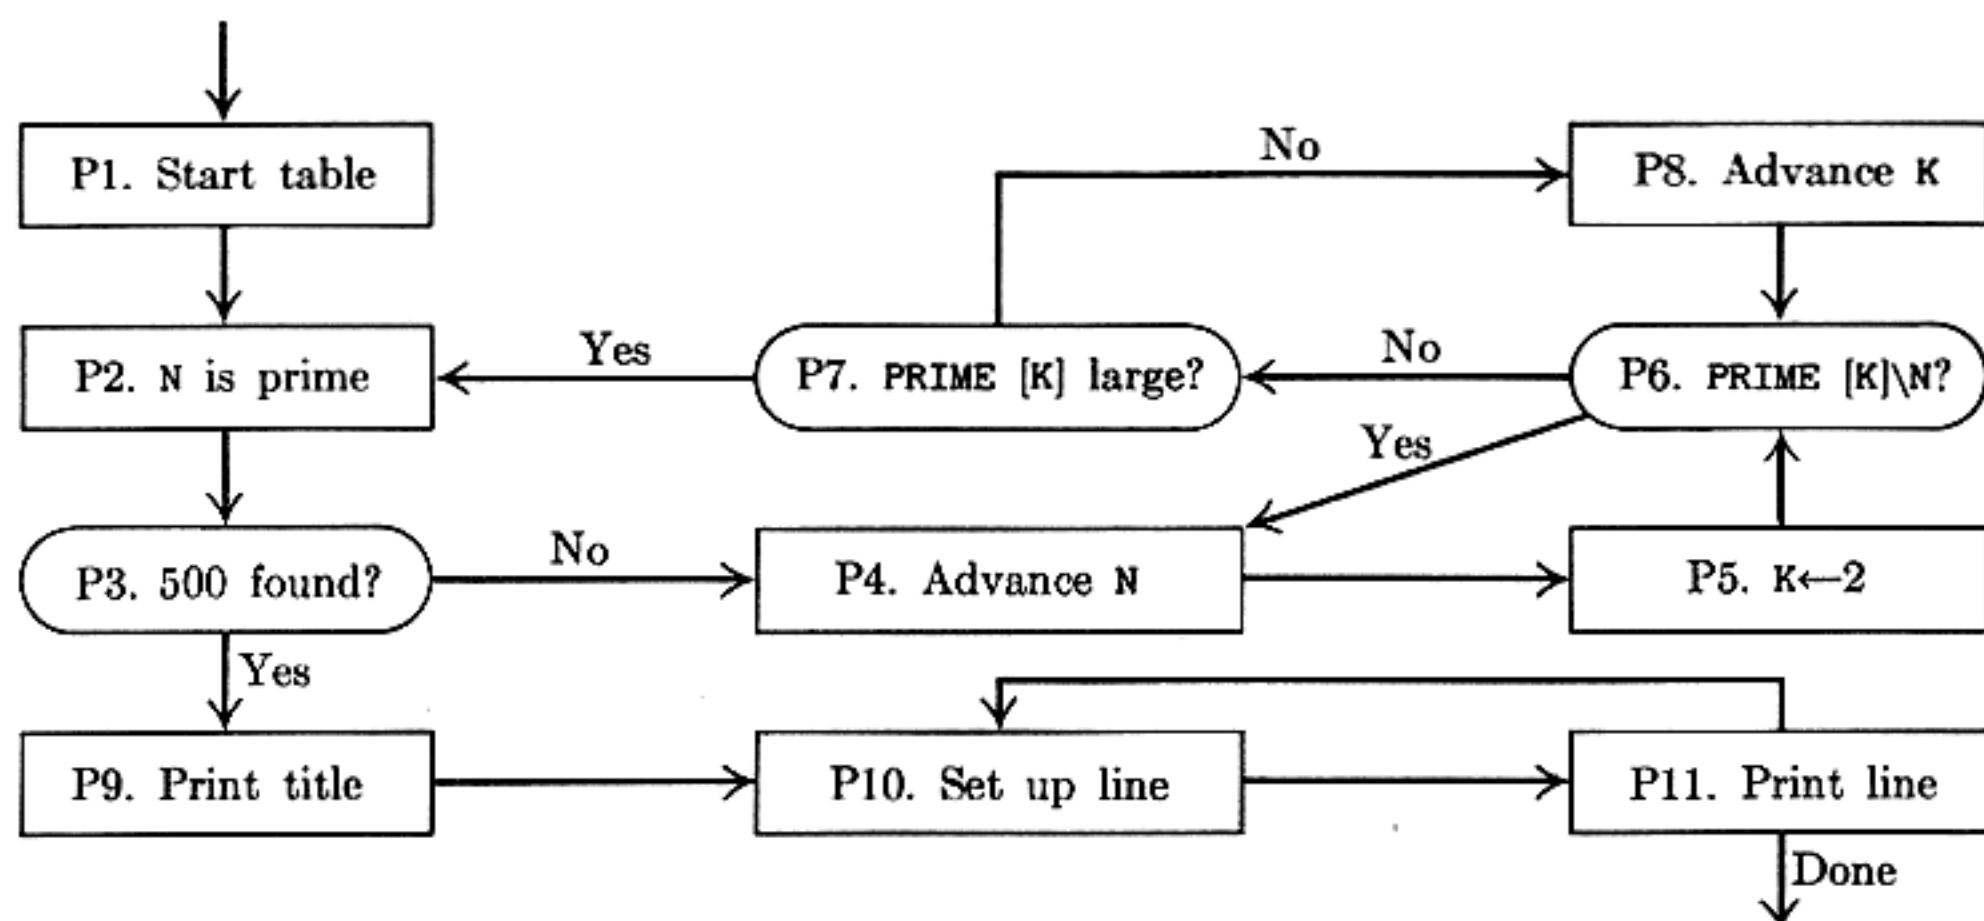 No
P1. Start table
P8. Advance K
Yes
No
P2. N is prime
P7. PRIME [K] large?
P6. PRIME [K]\N?
Yes
No
P3. 500 found?
P4. Advance N
P5. K←2
Yes
P9. Print title
P10. Set up line
P11. Print line
Done